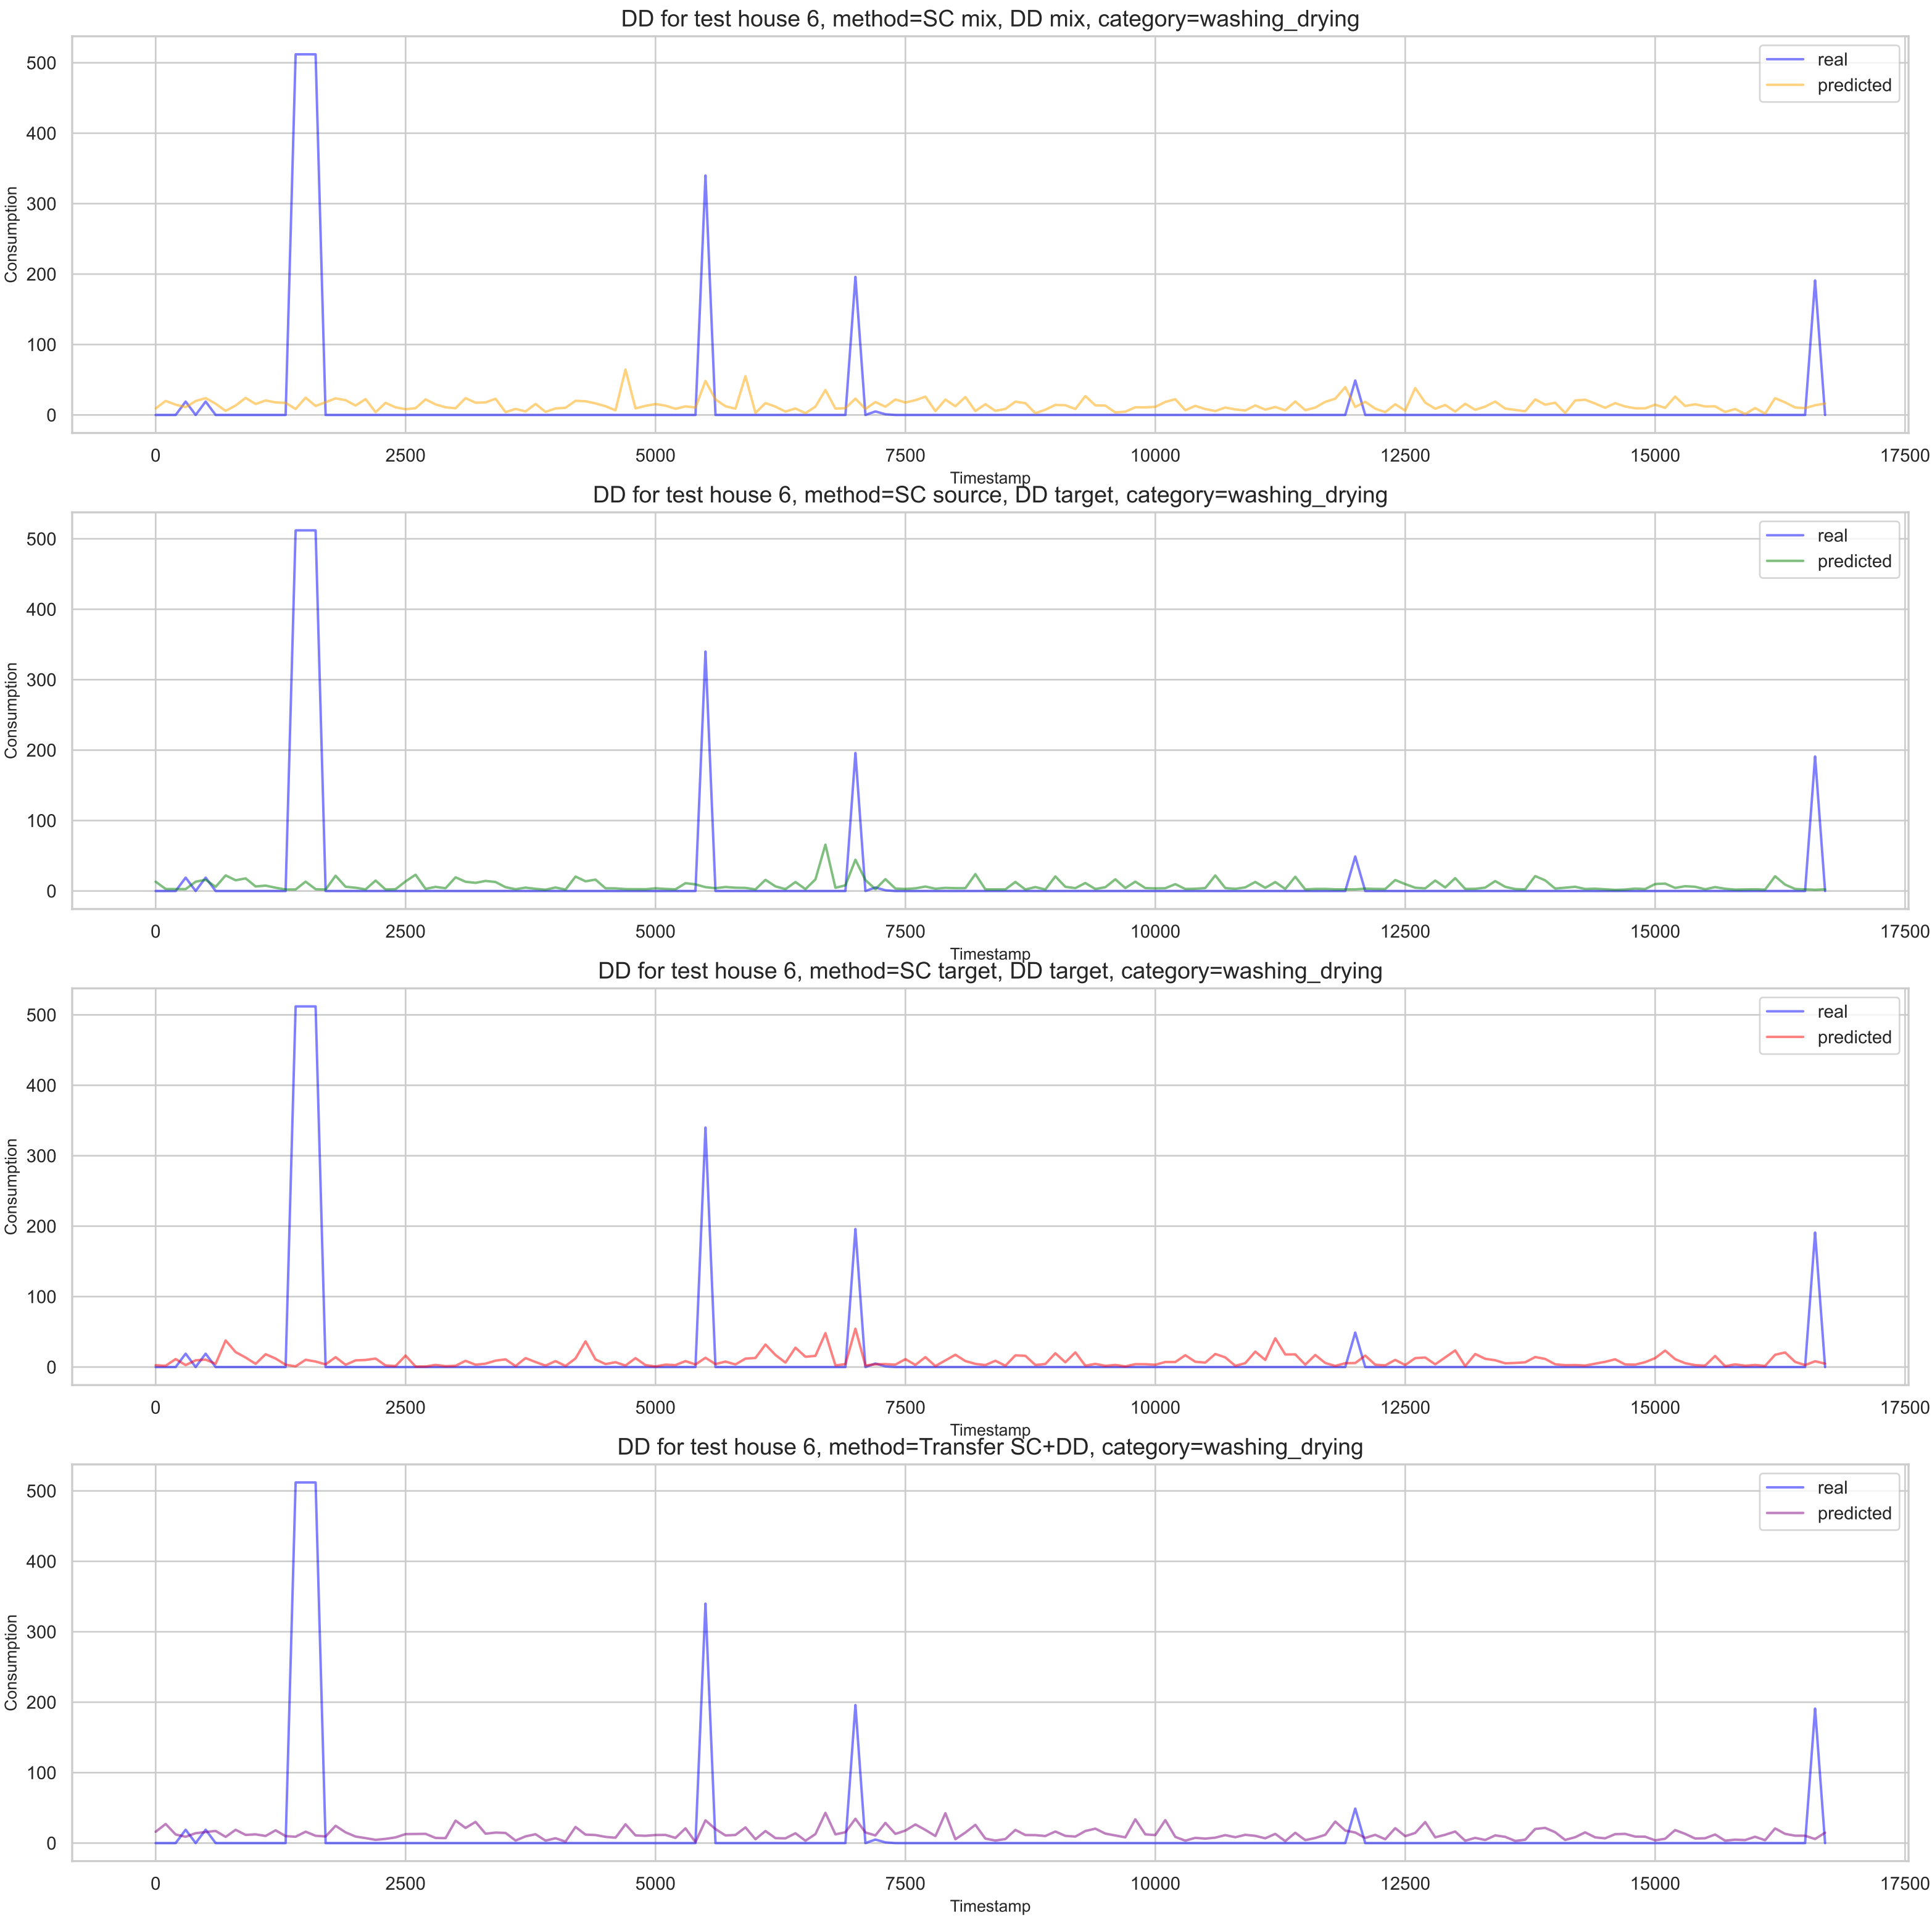 DD for test house 6, method=SC mix, DD mix, category=washing_drying
real
predicted
500
400
300
200
100
0
Consumption
0 2500 5000 7500 10000 12500 15000 17500
Timestamp
DD for test house 6, method=SC source, DD target, category=washing_drying
real
predicted
500
400
300
200
100
0
Consumption
0 2500 5000 7500 10000 12500 15000 17500
Timestamp
DD for test house 6, method=SC target, DD target, category=washing_drying
real
predicted
500
400
300
200
100
0
Consumption
0 2500 5000 7500 10000 12500 15000 17500
Timestamp
DD for test house 6, method=Transfer SC+DD, category=washing_drying
real
predicted
500
400
300
200
100
0
Consumption
0 2500 5000 7500 10000 12500 15000 17500
Timestamp